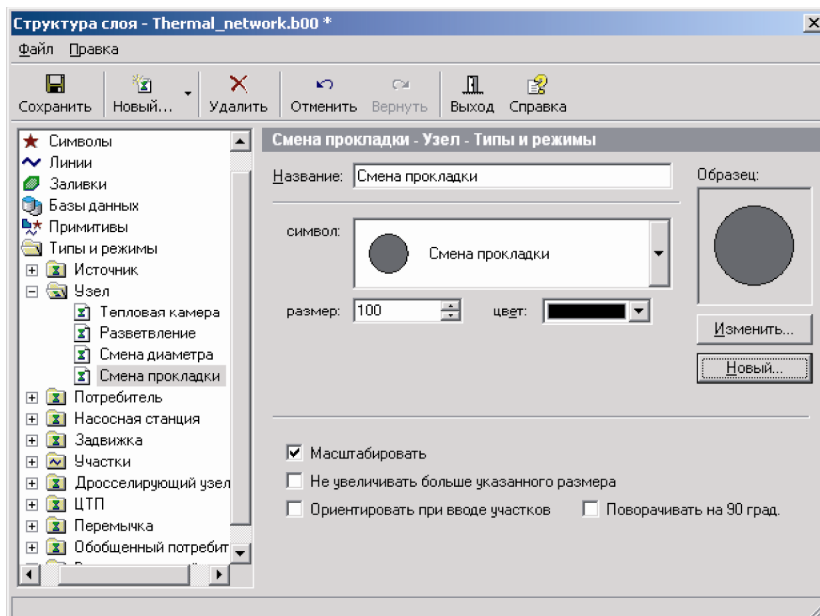 Структура слоя - Thermal_network.b00 *
Файл Правка
Сохранить Новый... Удалить Отменить Вернуть Выход Справка
Символы
Линии
Заливки
Базы данных
Примитивы
Типы и режимы
Источник
Узел
Тепловая камера
Разветвление
Смена диаметра
Смена прокладки
Потребитель
Насосная станция
Задвижка
Участки
Дросселирующий узел
ЦТП
Перемычка
Обобщенный потребит
Смена прокладки - Узел - Типы и режимы
Название: Смена прокладки
Образец:
символ: Смена прокладки
размер: 100 цвет:
Изменить...
Новый...
Масштабировать
Не увеличивать больше указанного размера
Ориентировать при вводе участков Поворачивать на 90 град.